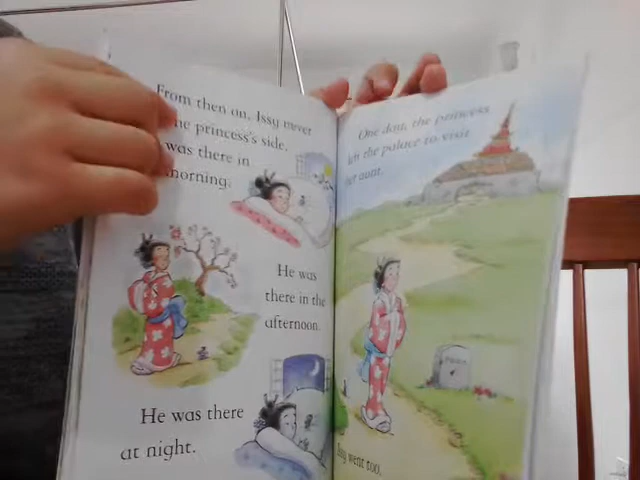 From then on, Issy never
the princess's side.
was there in
morning.
He was
there in the
afternoon.
He was there
at night.
One day, the princess
left the palace to visit
her aunt.
Issy went too.